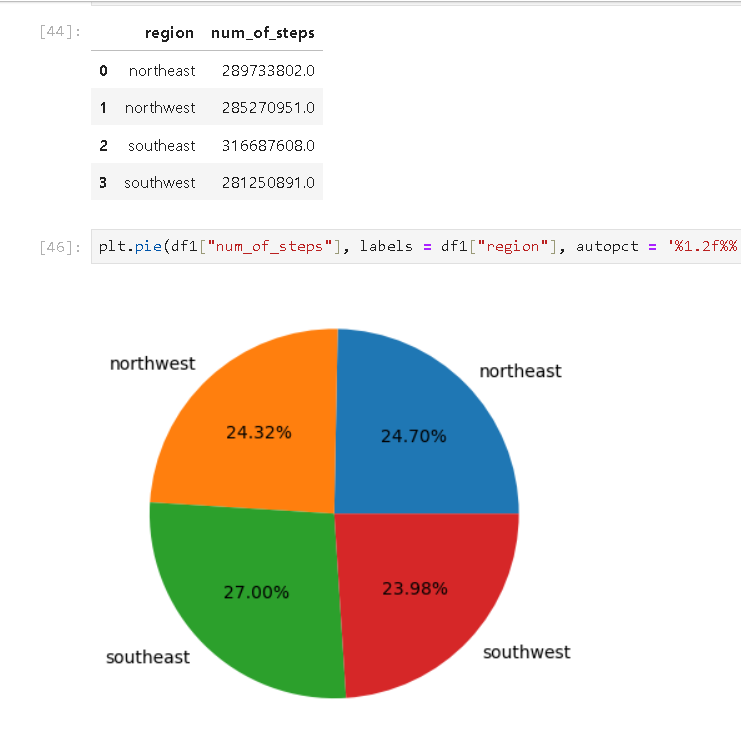 [44]:
region num_of_steps
0 northeast 289733802.0
1 northwest 285270951.0
2 southeast 316687608.0
3 southwest 281250891.0
[46]: plt.pie(df1["num_of_steps"], labels = df1["region"], autopct = '%1.2f%%
northwest
northeast
24.32%
24.70%
27.00%
23.98%
southeast
southwest